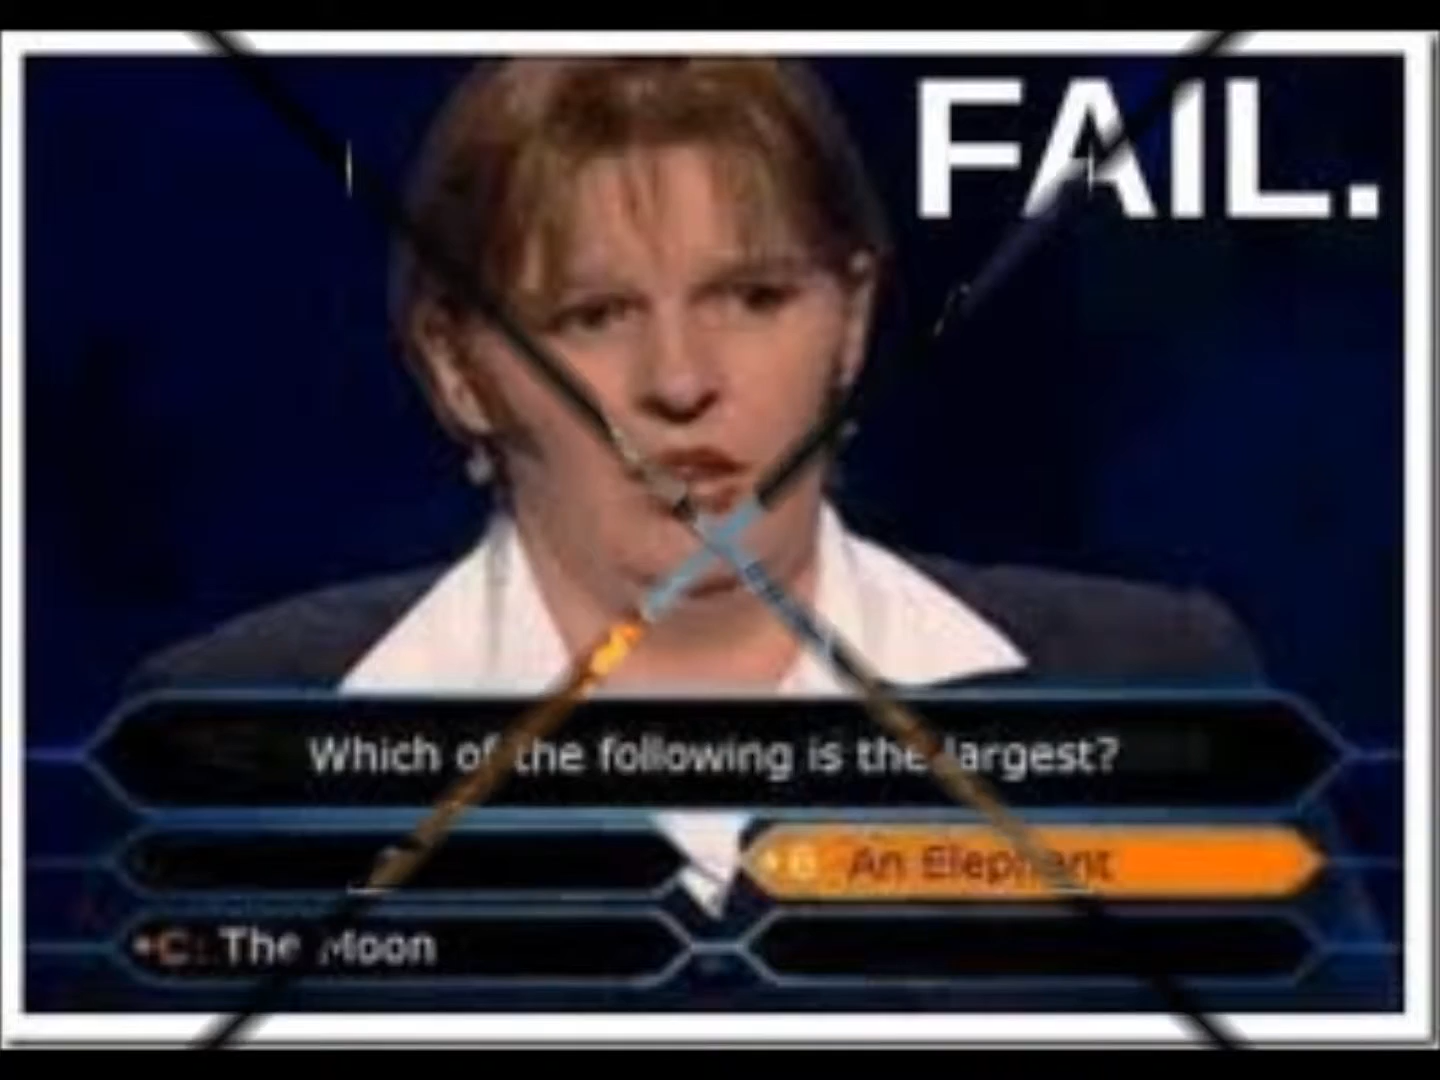 FAIL.
Which of the following is the largest?
B An Elephant
C: The Moon